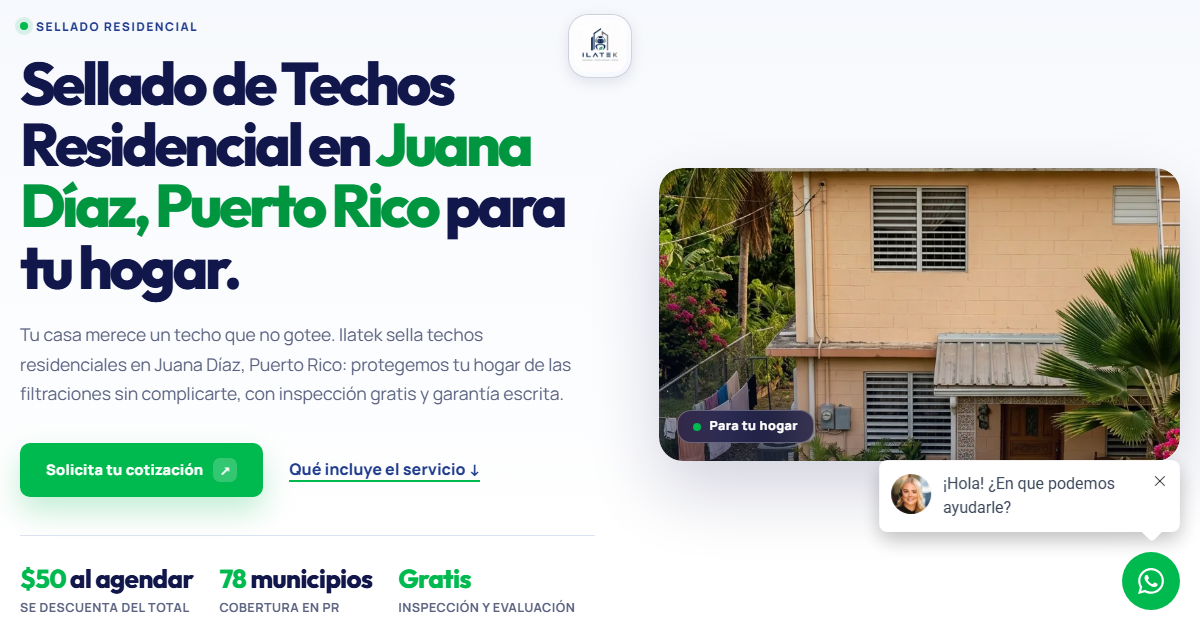 SELLADO RESIDENCIAL
ILATEK
Sellado de Techos
Residencial en Juana
Díaz, Puerto Rico para
tu hogar.
Tu casa merece un techo que no gotee. Ilatek sella techos
residenciales en Juana Díaz, Puerto Rico: protegemos tu hogar de las
filtraciones sin complicarte, con inspección gratis y garantía escrita.
Solicita tu cotización ↗
Qué incluye el servicio ↓
Para tu hogar
¡Hola! ¿En que podemos
ayudarle?
$50 al agendar
SE DESCUENTA DEL TOTAL
78 municipios
COBERTURA EN PR
Gratis
INSPECCIÓN Y EVALUACIÓN